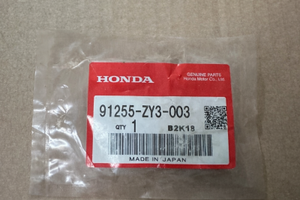 GENUINE PARTS
Honda Motor Co., Ltd.
HONDA
91255-ZY3-003
QTY 1 B2K18
MADE IN JAPAN